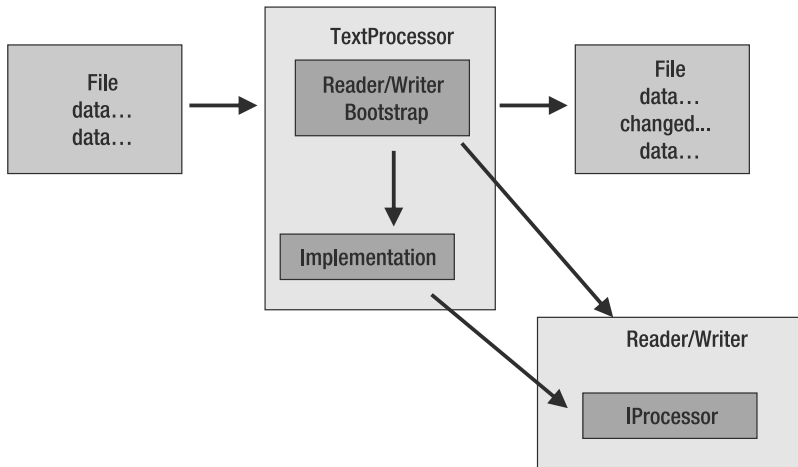 File
data...
data...
TextProcessor
Reader/Writer
Bootstrap
Implementation
File
data...
changed...
data...
Reader/Writer
IProcessor